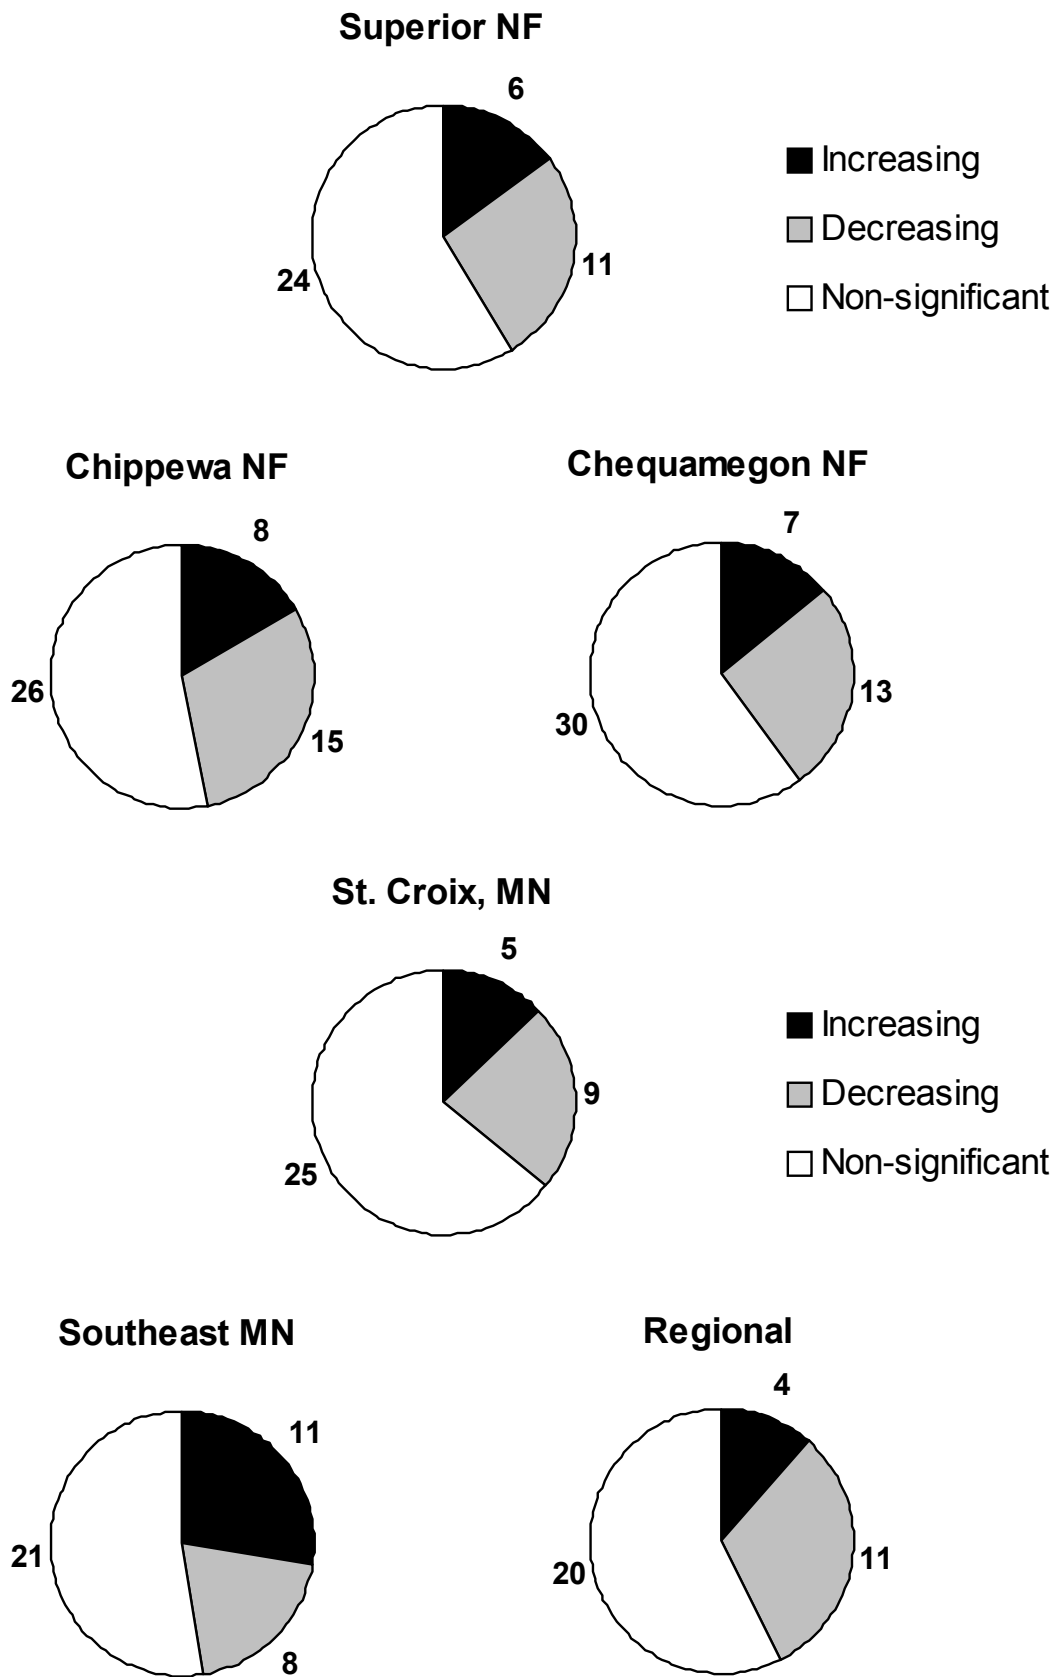 Superior NF
6
11
24
Increasing
Decreasing
Non-significant
Chippewa NF
8
15
26
Chequamegon NF
7
13
30
St. Croix, MN
5
9
25
Increasing
Decreasing
Non-significant
Southeast MN
11
8
21
Regional
4
11
20